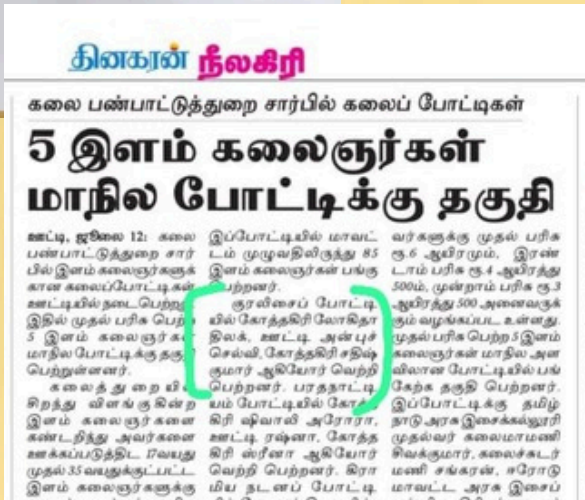 தினகரன் நீலகிரி
கலை பண்பாட்டுத்துறை சார்பில் கலைப் போட்டிகள்
5 இளம் கலைஞர்கள்
மாநில போட்டிக்கு தகுதி
ஊட்டி, ஜூலை 12: கலை
பண்பாட்டுத்துறை சார்
பில் இளம் கலைஞர்களுக்
கான கலைப்போட்டிகள்
ஊட்டியில் நடைபெற்றது
இதில் முதல் பரிசு பெற்ற
5 இளம் கலைஞர்கள்
மாநில போட்டிக்கு தகுதி
பெற்றுள்ளனர்.
கலைத் துறையில்
சிறந்து விளங்குகின்ற
இளம் கலைஞர்களை
கண்டறிந்து அவர்களை
ஊக்கப்படுத்திட 17வயது
முதல் 35 வயதுக்குட்பட்ட
இளம் கலைஞர்களுக்கு
இப்போட்டியில் மாவட்
டம் முழுவதிலிருந்து 85
இளம் கலைஞர்கள் பங்கு
பெற்றனர்.
குரலிசைப் போட்டி
யில் கோத்தகிரி லோகிதா
திலக், ஊட்டி அன்புச்
செல்வி, கோத்தகிரி சதிஷ்
குமார் ஆகியோர் வெற்றி
பெற்றனர். பரதநாட்டி
யம் போட்டியில் கோத்த
கிரி ஷிவாலி அரோரா,
ஊட்டி ரஷ்னா, கோத்த
கிரி ஸ்ரீனா ஆகியோர்
வெற்றி பெற்றனர். கிரா
மிய நடனப் போட்டி
வர்களுக்கு முதல் பரிசு
ரூ.6 ஆயிரமும், இரண்
டாம் பரிசு ரூ.4 ஆயிரத்து
500ம், மூன்றாம் பரிசு ரூ.3
ஆயிரத்து 500 அனைவருக்
கும் வழங்கப்பட உள்ளது.
முதல் பரிசு பெற்ற 5 இளம்
கலைஞர்கள் மாநில அள
விலான போட்டியில் பங்
கேற்க தகுதி பெற்றனர்.
இப்போட்டிக்கு தமிழ்
நாடு அரசு இசைக்கல்லூரி
முதல்வர் கலைமாமணி
சிவக்குமார், கலைச்சுடர்
மணி சங்கரன், ஈரோடு
மாவட்ட அரசு இசைப்